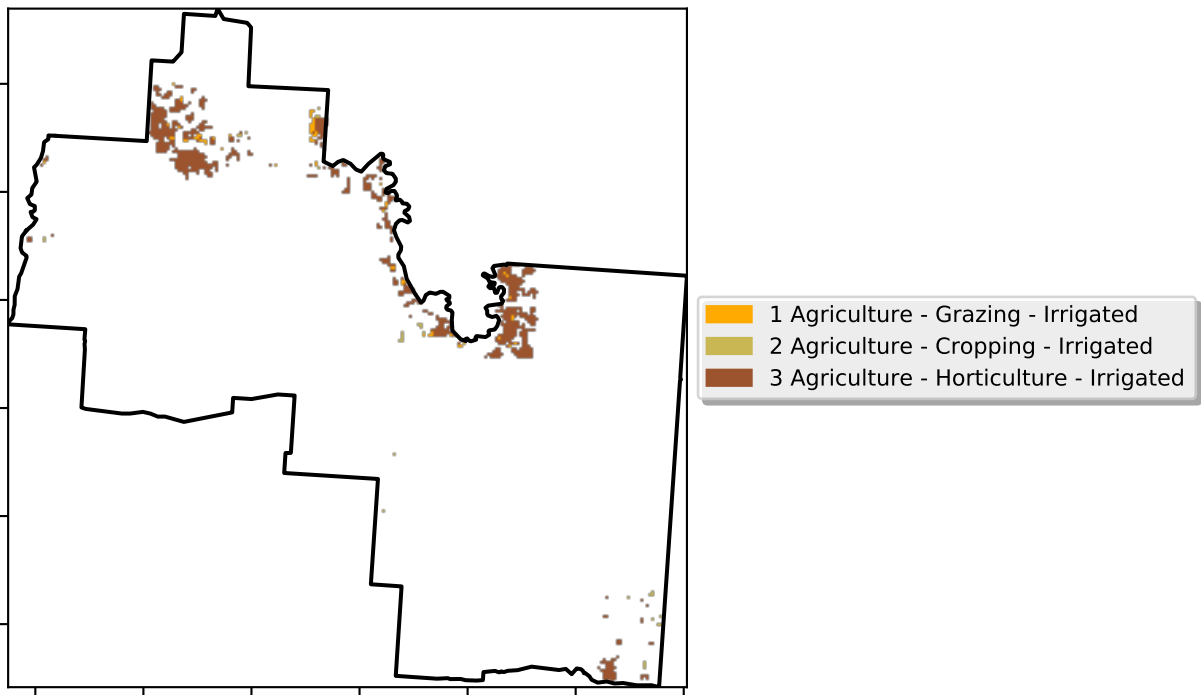 1 Agriculture - Grazing - Irrigated
2 Agriculture - Cropping - Irrigated
3 Agriculture - Horticulture - Irrigated